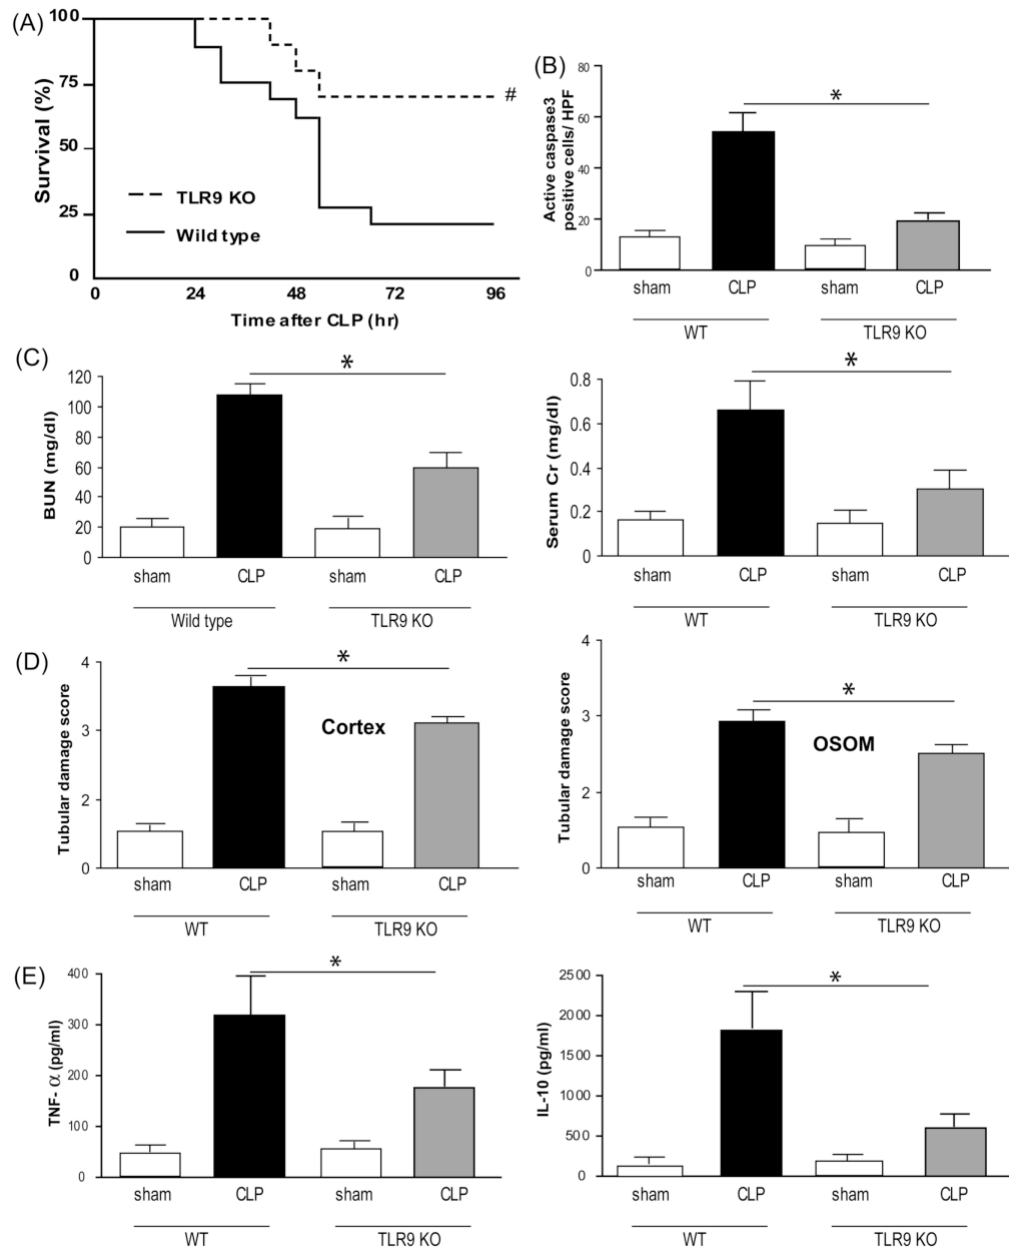 (A)
100
75
50
25
0
Survival (%)
TLR9 KO
Wild type
#
0 24 48 72 96
Time after CLP (hr)
(B)
Active caspase3
positive cells/ HPF
80
60
40
20
0
*
sham CLP sham CLP
WT TLR9 KO
(C)
BUN (mg/dl)
120
100
80
60
40
20
0
*
sham CLP sham CLP
Wild type TLR9 KO
Serum Cr (mg/dl)
0.8
0.6
0.4
0.2
0
*
sham CLP sham CLP
WT TLR9 KO
(D)
Tubular damage score
4
3
2
0
*
Cortex
sham CLP sham CLP
WT TLR9 KO
Tubular damage score
4
3
2
0
*
OSOM
sham CLP sham CLP
WT TLR9 KO
(E)
TNF- α (pg/ml)
400
300
200
100
0
*
sham CLP sham CLP
WT TLR9 KO
IL-10 (pg/ml)
2500
2000
1500
1000
500
0
*
sham CLP sham CLP
WT TLR9 KO